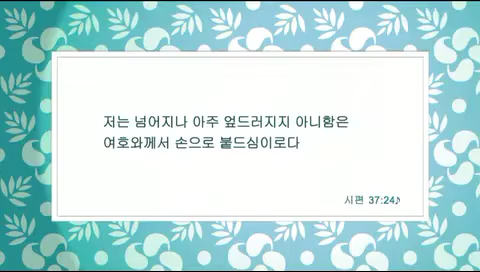 저는 넝어지나 아주 엎드러지지 아니함은
여호와께서 손으로 붙드심이로다
시편 37:24♪